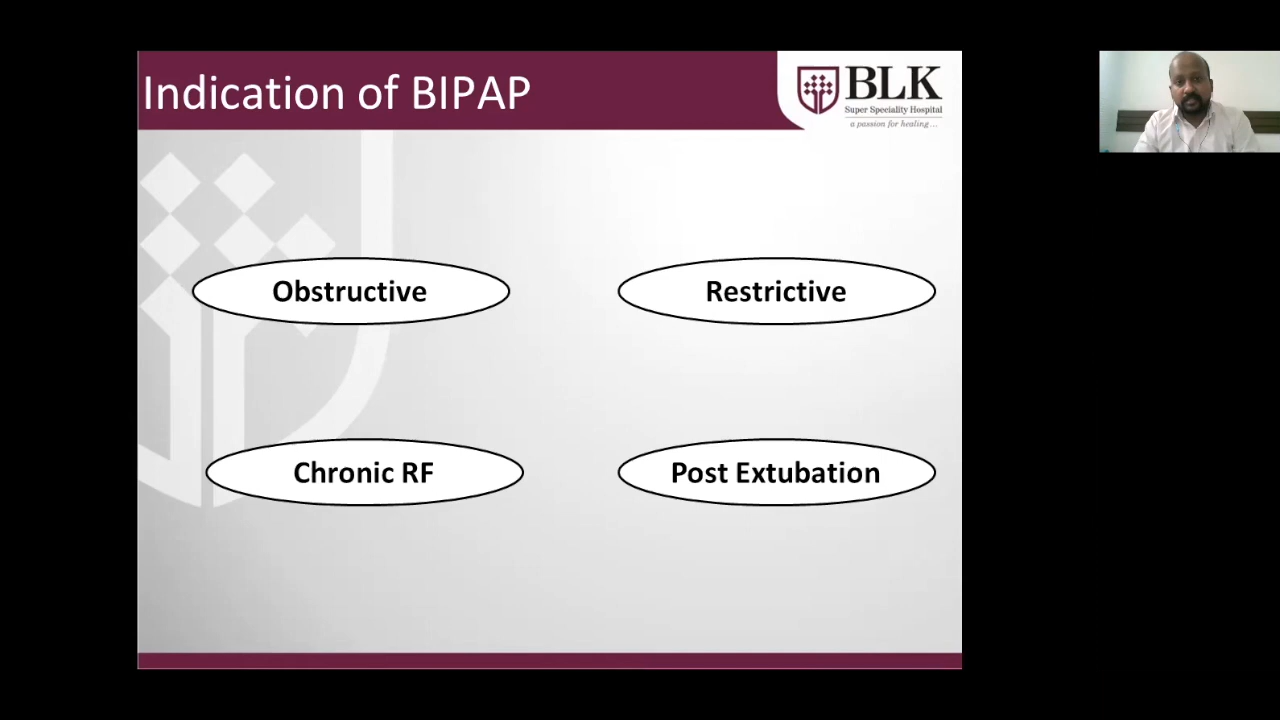 Indication of BIPAP
BLK
Super Speciality Hospital
a passion for healing...
Obstructive
Restrictive
Chronic RF
Post Extubation